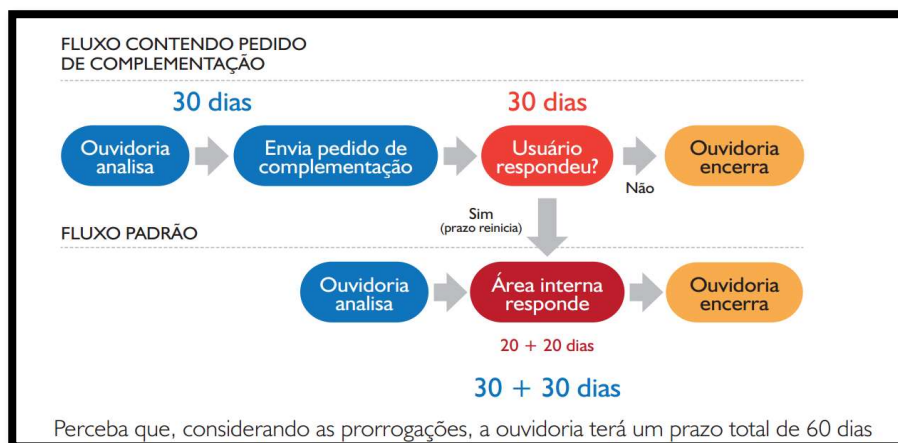 FLUXO CONTENDO PEDIDO
DE COMPLEMENTAÇÃO
30 dias
30 dias
Ouvidoria
analisa
Envia pedido de
complementação
Usuário
respondeu?
Não
Ouvidoria
encerra
Sim
(prazo reinicia)
FLUXO PADRÃO
Ouvidoria
analisa
Área interna
responde
Ouvidoria
encerra
20 + 20 dias
30 + 30 dias
Perceba que, considerando as prorrogações, a ouvidoria terá um prazo total de 60 dias